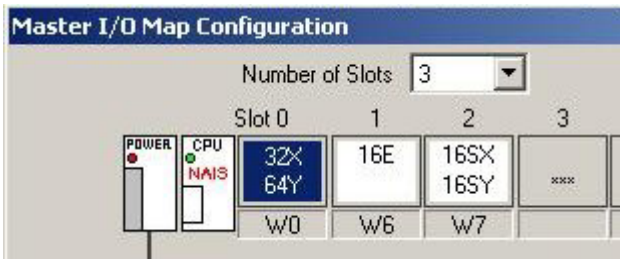 Master I/O Map Configuration
Number of Slots 3
Slot 0 1 2 3
POWER CPU 32X 16E 16SX
NAIS 64Y 16SY ***
W0 W6 W7